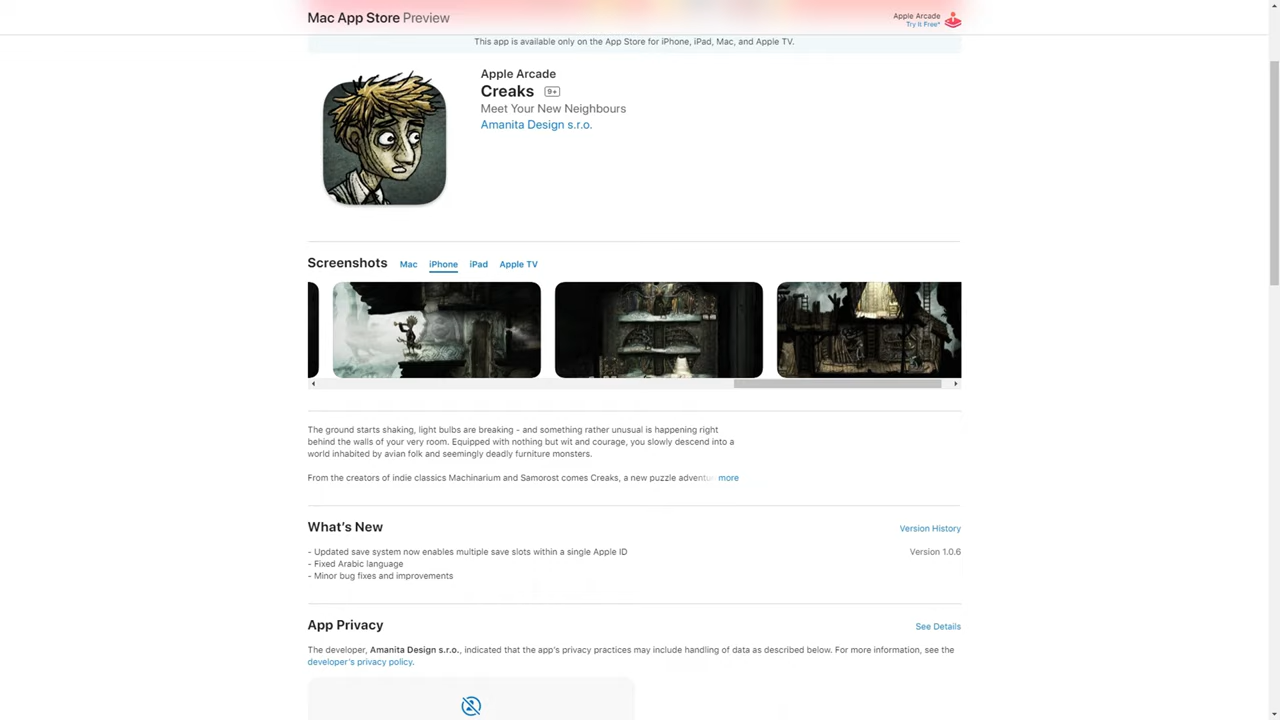 Mac App Store Preview
Apple Arcade
Try It Free*
This app is available only on the App Store for iPhone, iPad, Mac, and Apple TV.
Apple Arcade
Creaks 9+
Meet Your New Neighbours
Amanita Design s.r.o.
Screenshots Mac iPhone iPad Apple TV
The ground starts shaking, light bulbs are breaking - and something rather unusual is happening right
behind the walls of your very room. Equipped with nothing but wit and courage, you slowly descend into a
world inhabited by avian folk and seemingly deadly furniture monsters.
From the creators of indie classics Machinarium and Samorost comes Creaks, a new puzzle adventu more
What's New Version History
- Updated save system now enables multiple save slots within a single Apple ID Version 1.0.6
- Fixed Arabic language
- Minor bug fixes and improvements
App Privacy See Details
The developer, Amanita Design s.r.o., indicated that the app's privacy practices may include handling of data as described below. For more information, see the
developer's privacy policy.